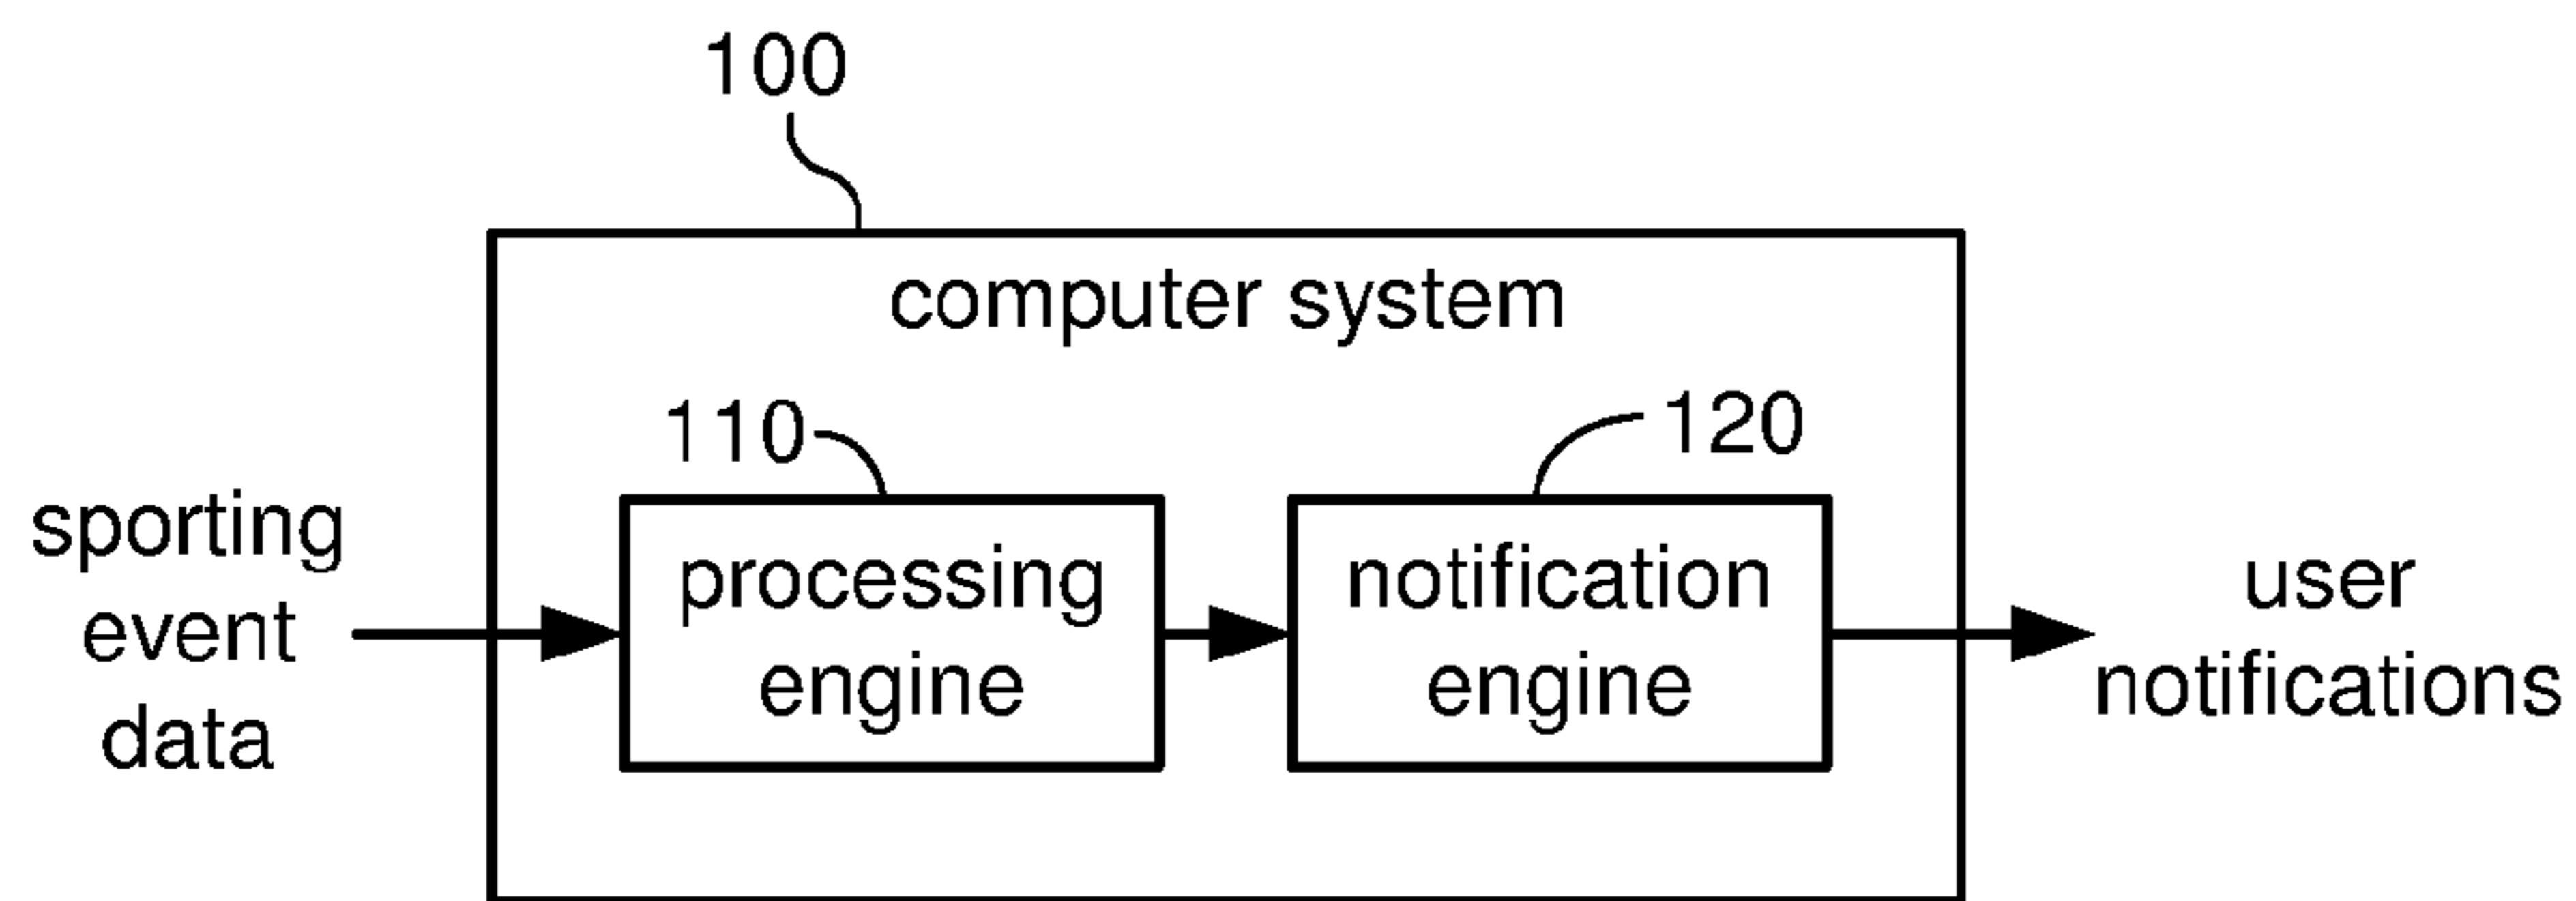 100
computer system
110
120
sporting
event
data
processing
engine
notification
engine
user
notifications